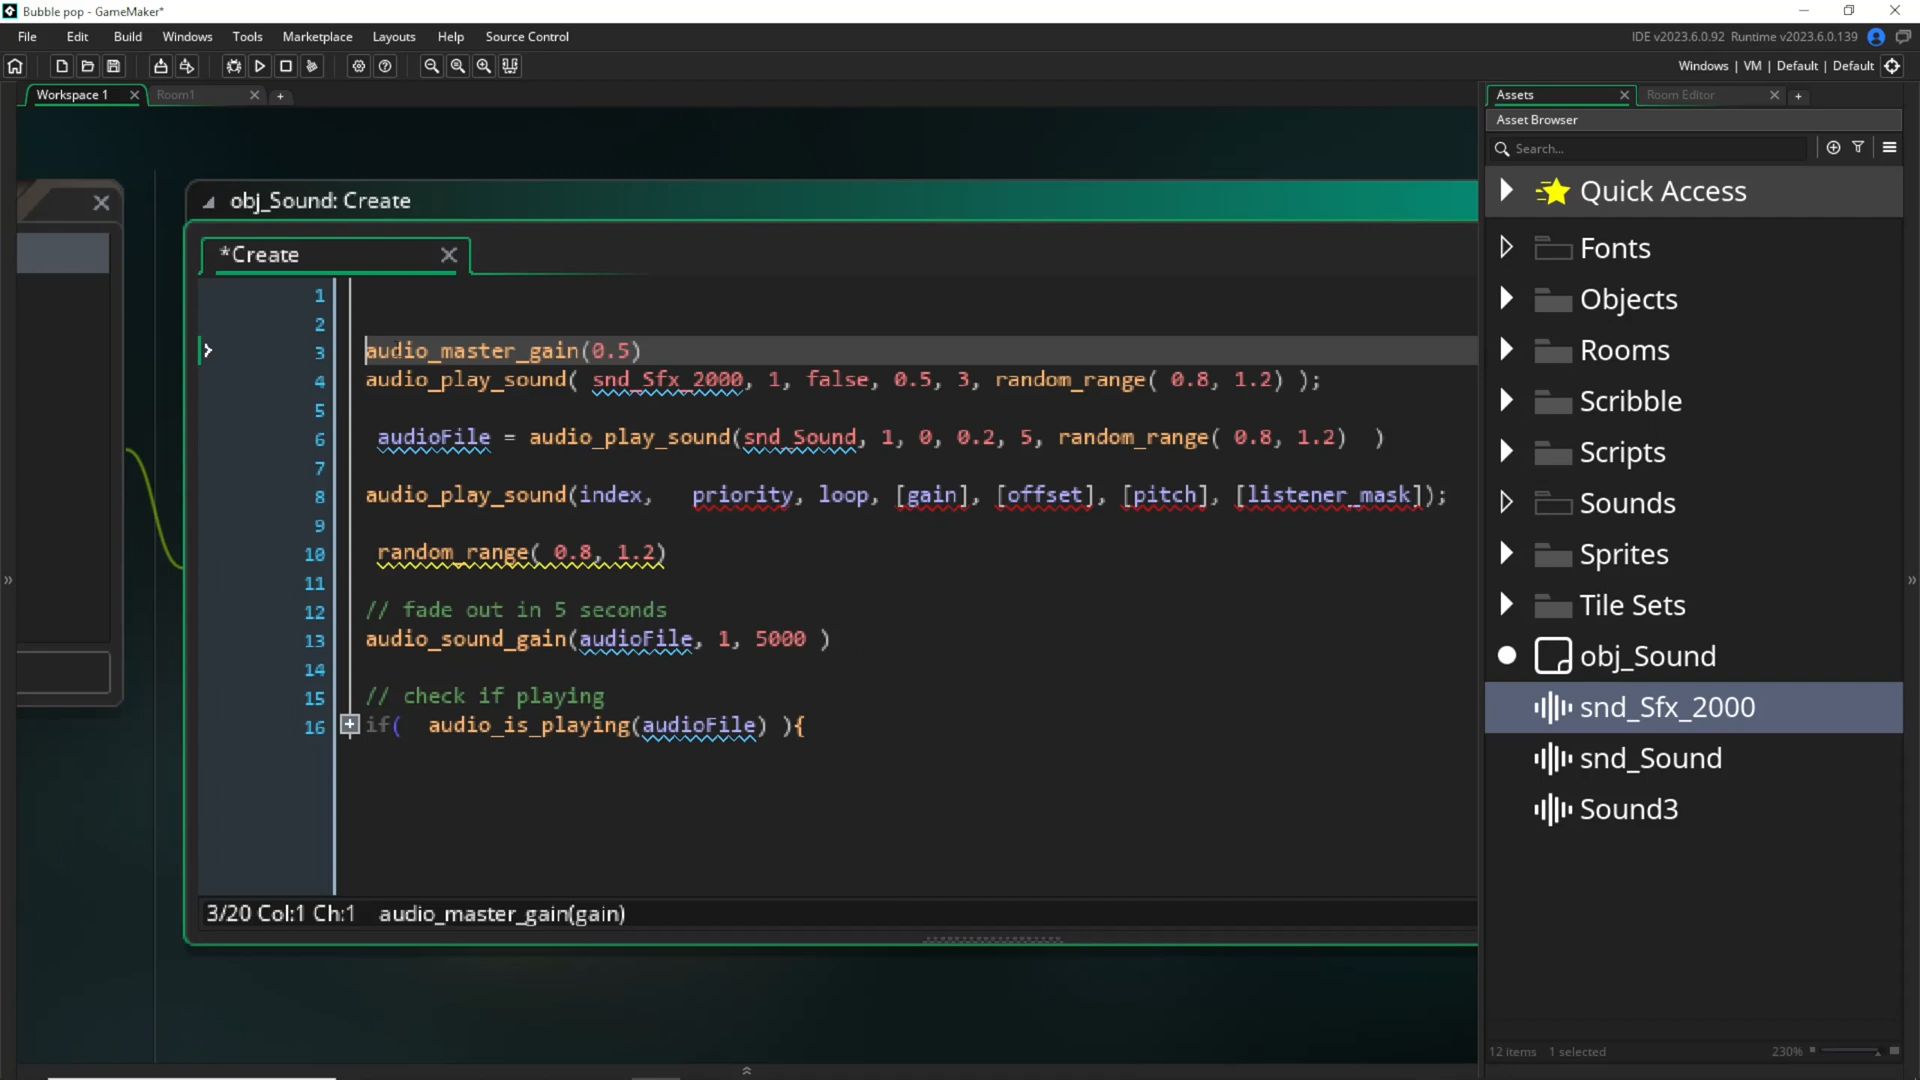 Bubble pop - GameMaker*
File Edit Build Windows Tools Marketplace Layouts Help Source Control
IDE v2023.6.0.92 Runtime v2023.6.0.139
Windows | VM | Default | Default
Workspace 1
Room1
Assets
Room Editor
Asset Browser
Search...
Quick Access
Fonts
Objects
Rooms
Scribble
Scripts
Sounds
Sprites
Tile Sets
obj_Sound
snd_Sfx_2000
snd_Sound
Sound3
12 items 1 selected
230%
obj_Sound: Create
*Create
1
2
3 audio_master_gain(0.5)
4 audio_play_sound( snd_Sfx_2000, 1, false, 0.5, 3, random_range( 0.8, 1.2) );
5
6 audioFile = audio_play_sound(snd_Sound, 1, 0, 0.2, 5, random_range( 0.8, 1.2) )
7
8 audio_play_sound(index, priority, loop, [gain], [offset], [pitch], [listener_mask]);
9
10 random_range( 0.8, 1.2)
11
12 // fade out in 5 seconds
13 audio_sound_gain(audioFile, 1, 5000 )
14
15 // check if playing
16 if( audio_is_playing(audioFile) ){
3/20 Col:1 Ch:1 audio_master_gain(gain)